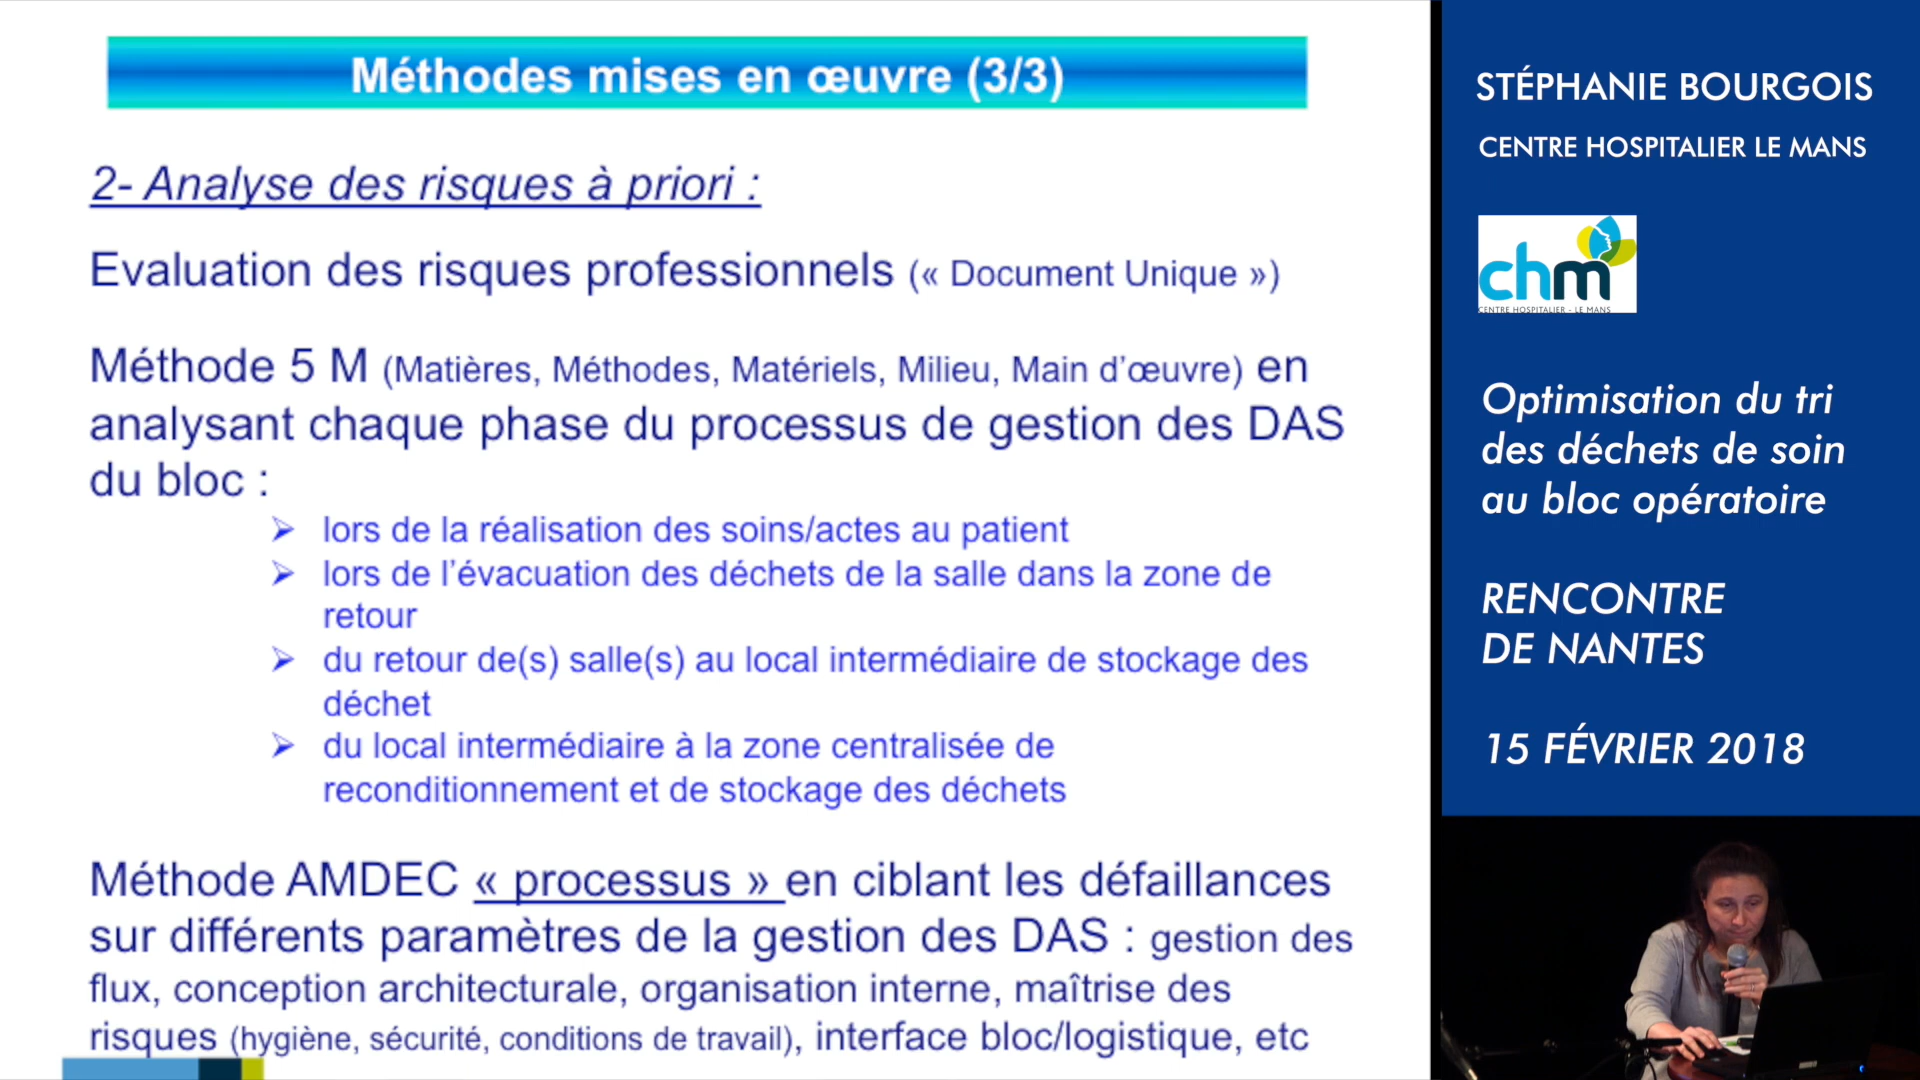 Méthodes mises en œuvre (3/3)
2- Analyse des risques à priori :
Evaluation des risques professionnels (« Document Unique »)
Méthode 5 M (Matières, Méthodes, Matériels, Milieu, Main d’œuvre) en
analysant chaque phase du processus de gestion des DAS
du bloc :
➢ lors de la réalisation des soins/actes au patient
➢ lors de l’évacuation des déchets de la salle dans la zone de
retour
➢ du retour de(s) salle(s) au local intermédiaire de stockage des
déchet
➢ du local intermédiaire à la zone centralisée de
reconditionnement et de stockage des déchets
Méthode AMDEC « processus » en ciblant les défaillances
sur différents paramètres de la gestion des DAS : gestion des
flux, conception architecturale, organisation interne, maîtrise des
risques (hygiène, sécurité, conditions de travail), interface bloc/logistique, etc
STÉPHANIE BOURGOIS
CENTRE HOSPITALIER LE MANS
chm
CENTRE HOSPITALIER - LE MANS
Optimisation du tri
des déchets de soin
au bloc opératoire
RENCONTRE
DE NANTES
15 FÉVRIER 2018